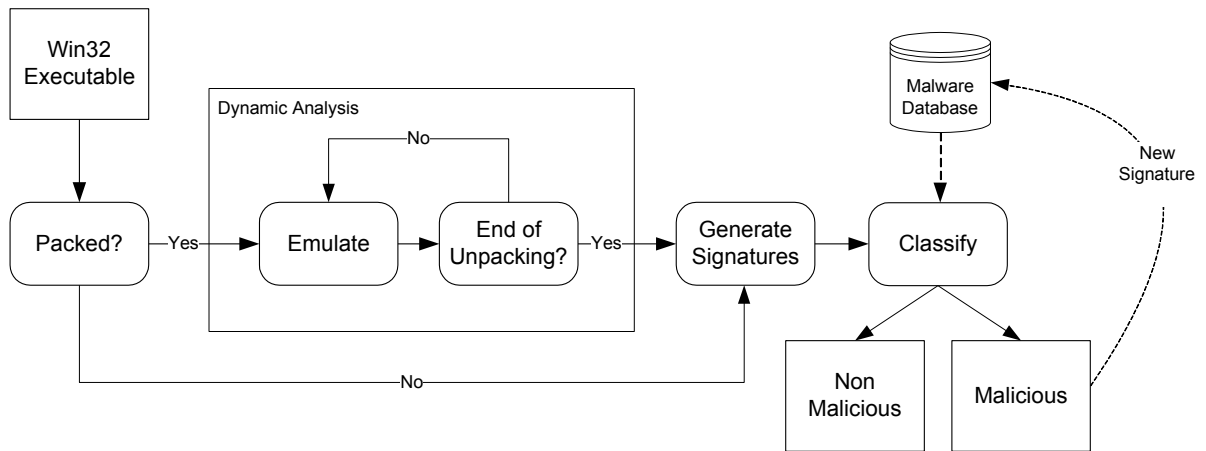 Win32
Executable
Malware
Database
Dynamic Analysis
No
New
Signature
Packed?
Yes
Emulate
End of
Unpacking?
Yes
Generate
Signatures
Classify
No
Non
Malicious
Malicious